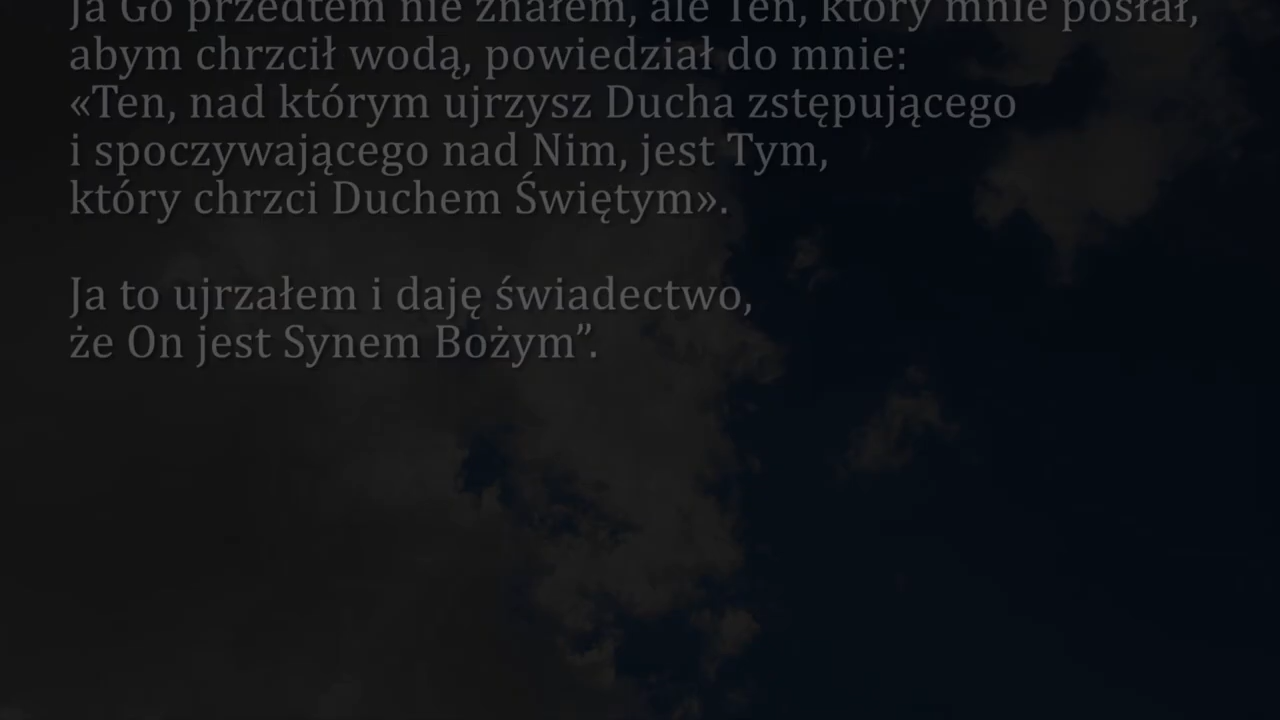 Ja Go przedtem nie znałem, ale Ten, który mnie posłał,
abym chrzcił wodą, powiedział do mnie:
«Ten, nad którym ujrzysz Ducha zstępującego
i spoczywającego nad Nim, jest Tym,
który chrzci Duchem Świętym».
Ja to ujrzałem i daję świadectwo,
że On jest Synem Bożym”.